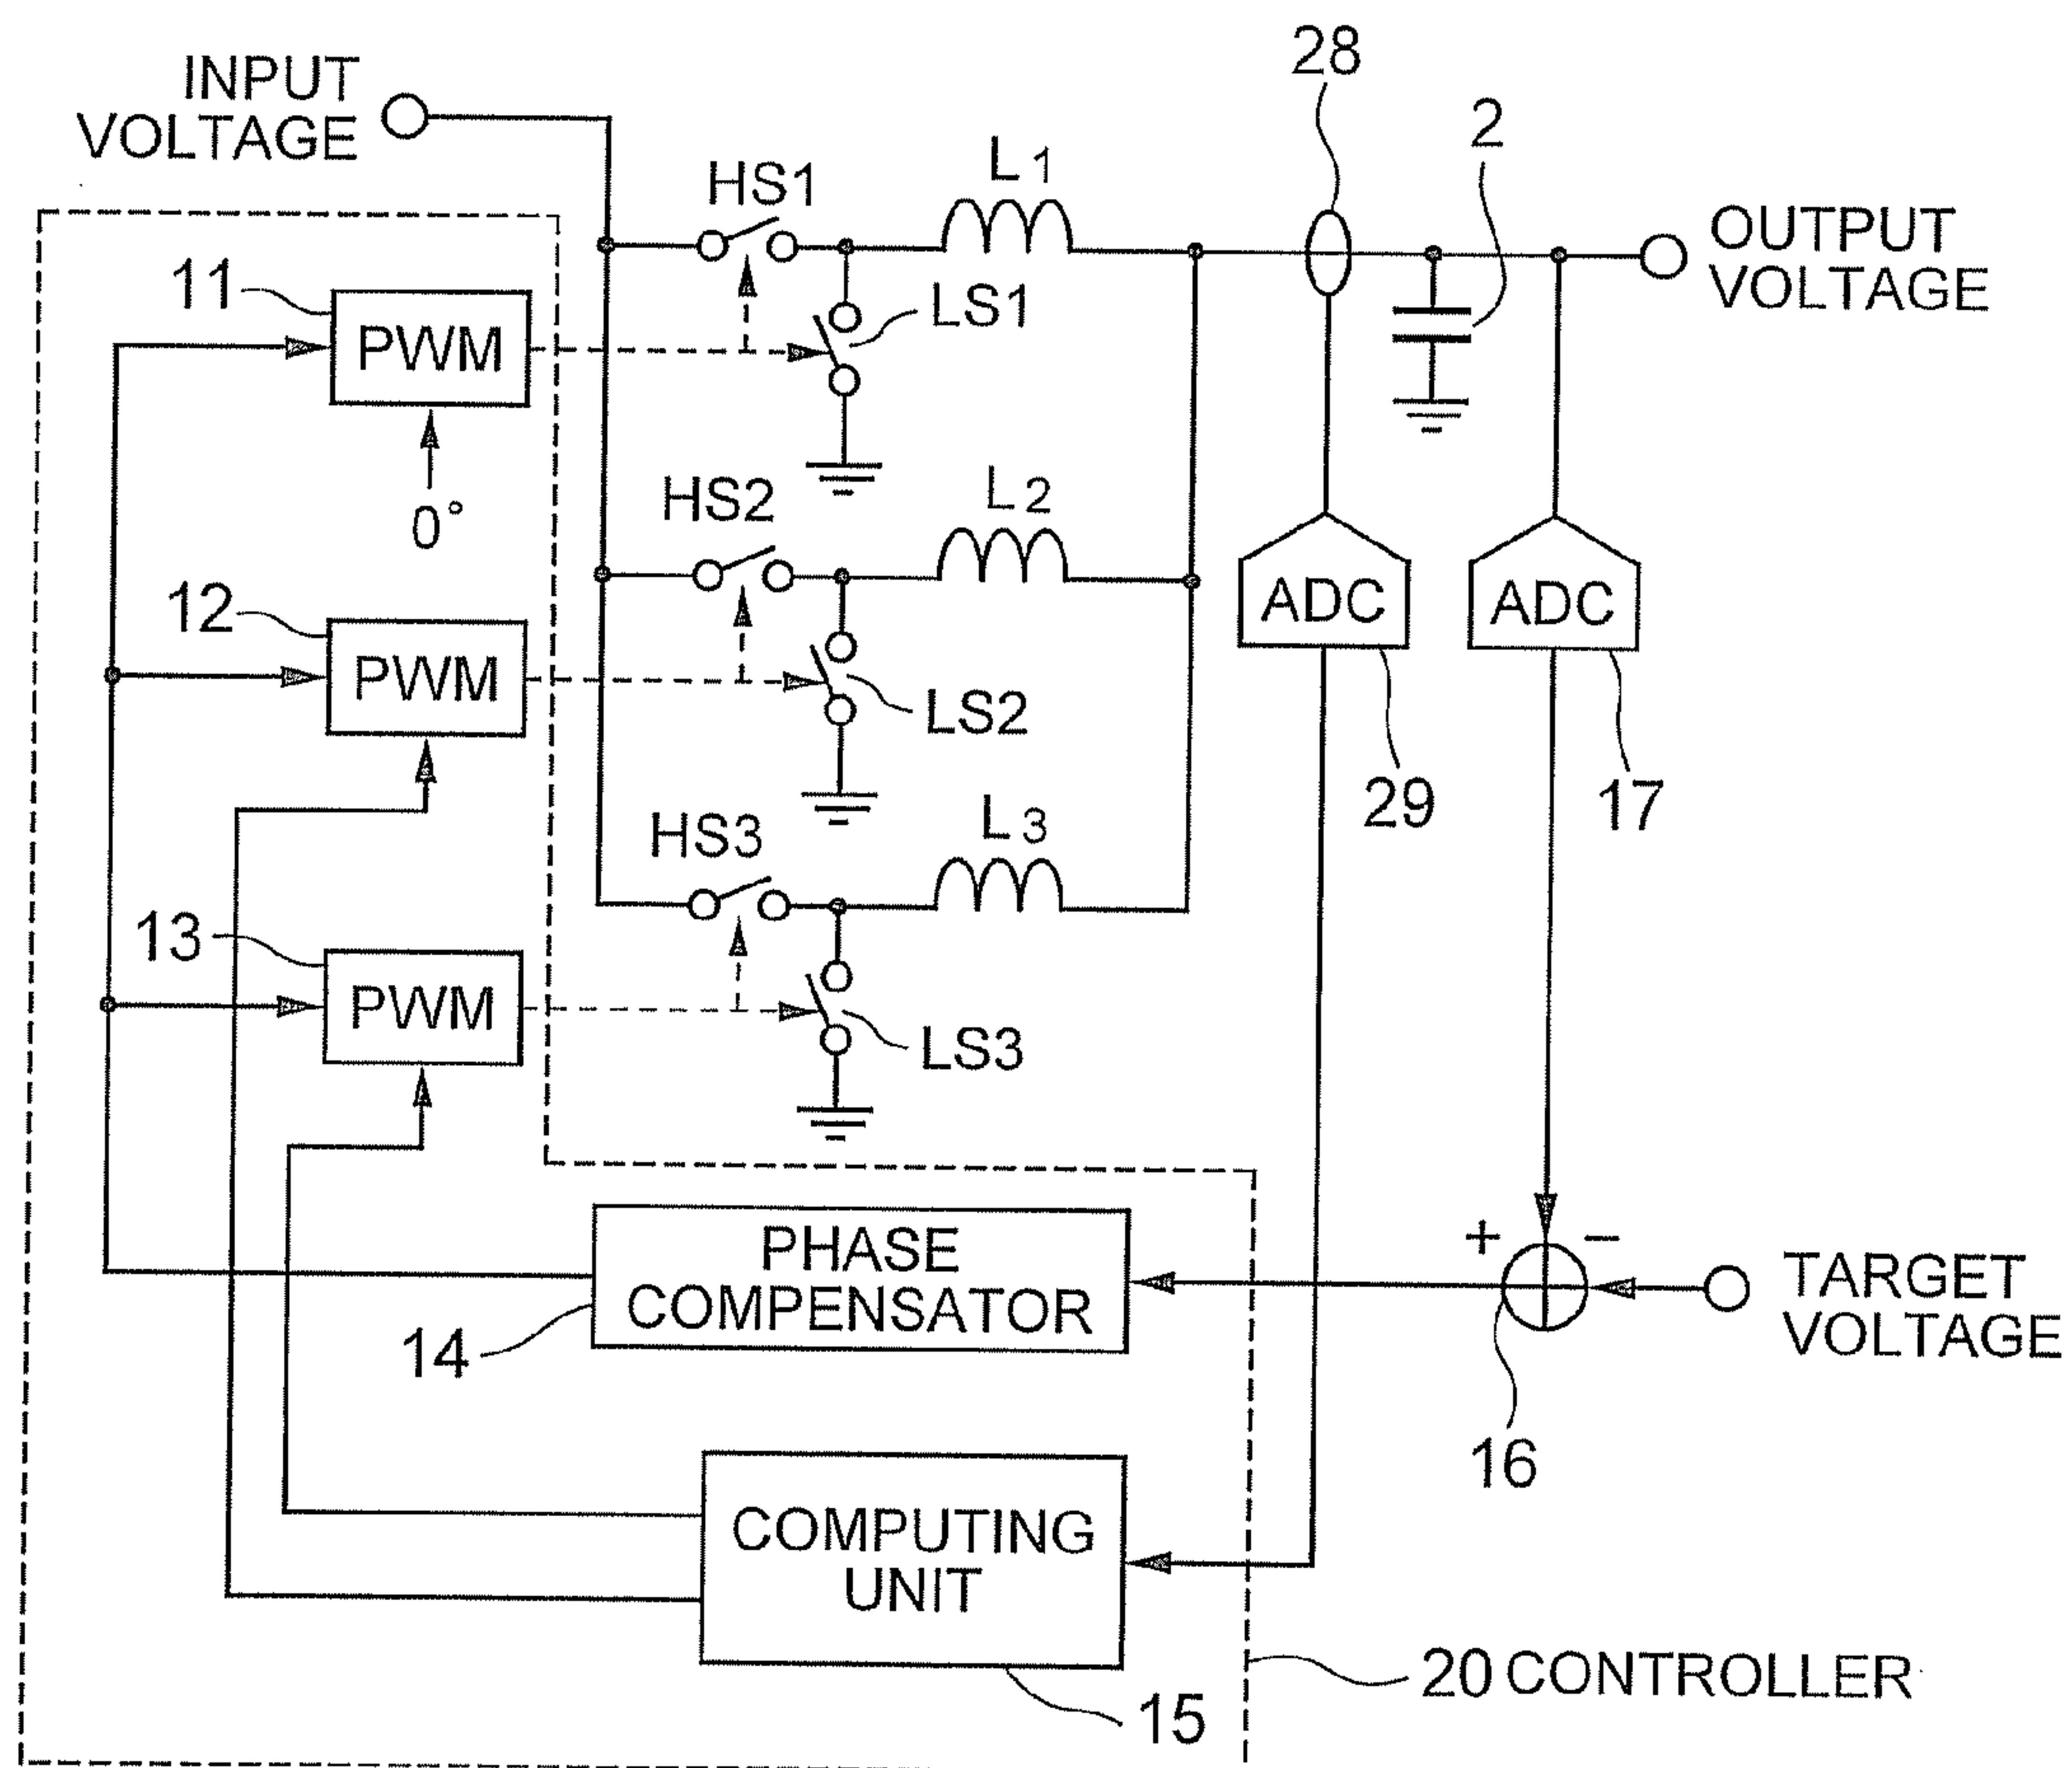 28
INPUT
VOLTAGE
2
HS1
L1
OUTPUT
VOLTAGE
11
PWM
LS1
0°
HS2
L2
ADC
ADC
12
PWM
LS2
29
17
HS3
L3
13
PWM
LS3
+
−
PHASE
COMPENSATOR
TARGET
VOLTAGE
14
16
COMPUTING
UNIT
20 CONTROLLER
15